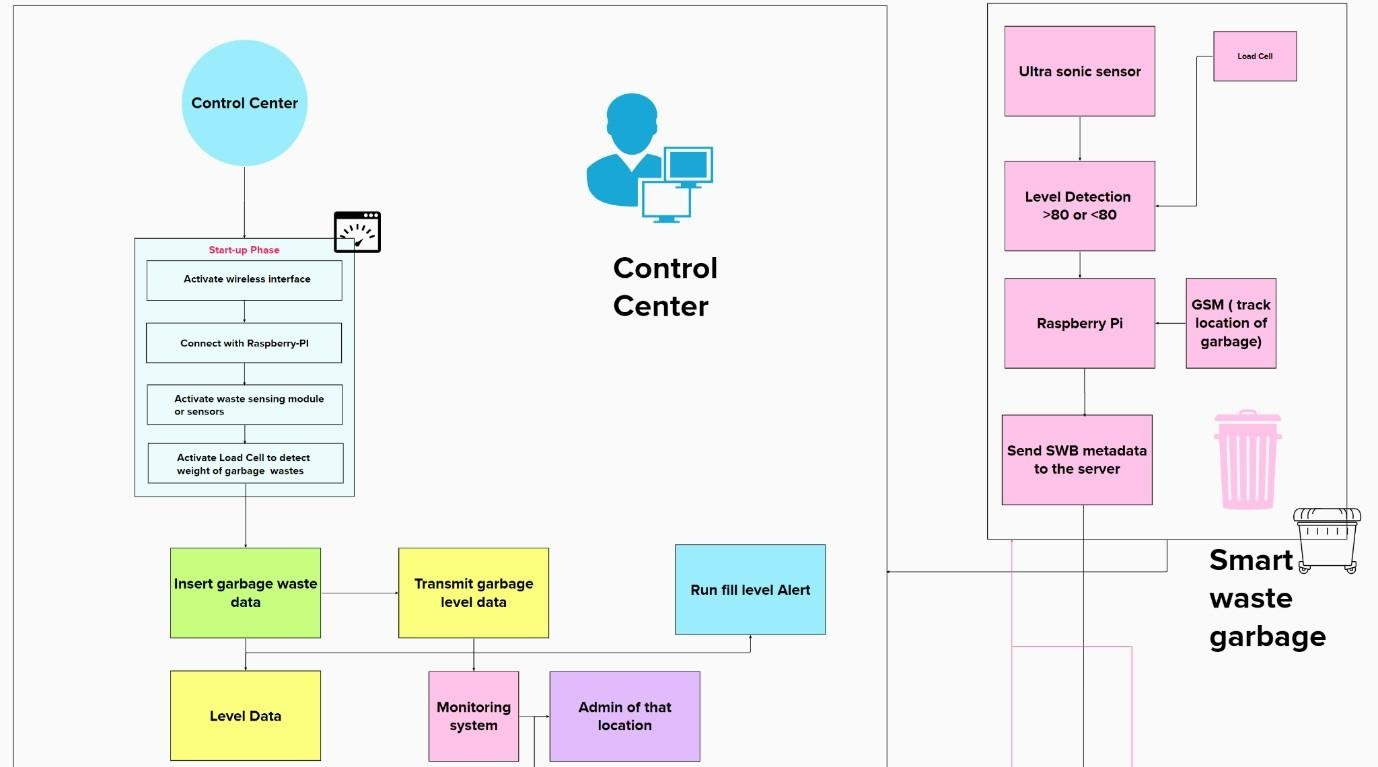 Control Center
Start-up Phase
Activate wireless interface
Connect with Raspberry-PI
Activate waste sensing module
or sensors
Activate Load Cell to detect
weight of garbage wastes
Control
Center
Insert garbage waste
data
Transmit garbage
level data
Run fill level Alert
Level Data
Monitoring
system
Admin of that
location
Ultra sonic sensor
Load Cell
Level Detection
>80 or <80
Raspberry Pi
GSM ( track
location of
garbage)
Send SWB metadata
to the server
Smart
waste
garbage